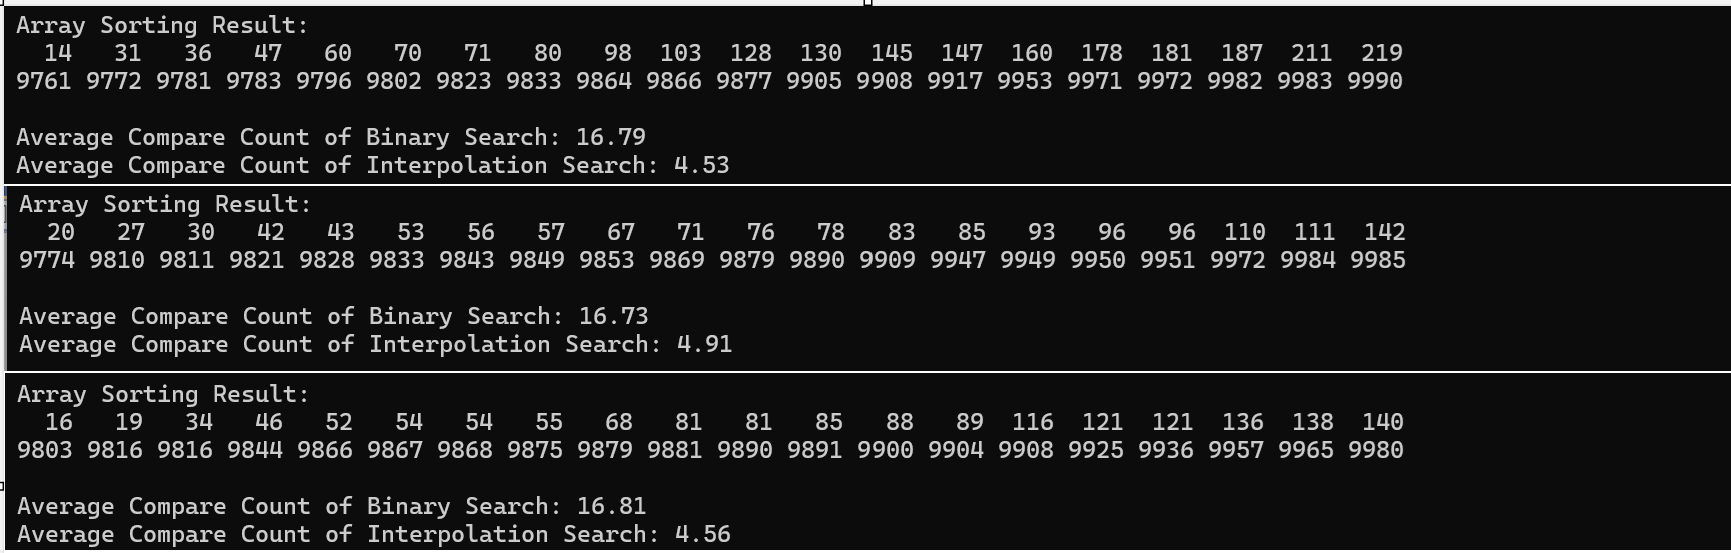 Array Sorting Result:
14 31 36 47 60 70 71 80 98 103 128 130 145 147 160 178 181 187 211 219
9761 9772 9781 9783 9796 9802 9823 9833 9864 9866 9877 9905 9908 9917 9953 9971 9972 9982 9983 9990
Average Compare Count of Binary Search: 16.79
Average Compare Count of Interpolation Search: 4.53
Array Sorting Result:
20 27 30 42 43 53 56 57 67 71 76 78 83 85 93 96 96 110 111 142
9774 9810 9811 9821 9828 9833 9843 9849 9853 9869 9879 9890 9909 9947 9949 9950 9951 9972 9984 9985
Average Compare Count of Binary Search: 16.73
Average Compare Count of Interpolation Search: 4.91
Array Sorting Result:
16 19 34 46 52 54 54 55 68 81 81 85 88 89 116 121 121 136 138 140
9803 9816 9816 9844 9866 9867 9868 9875 9879 9881 9890 9891 9900 9904 9908 9925 9936 9957 9965 9980
Average Compare Count of Binary Search: 16.81
Average Compare Count of Interpolation Search: 4.56